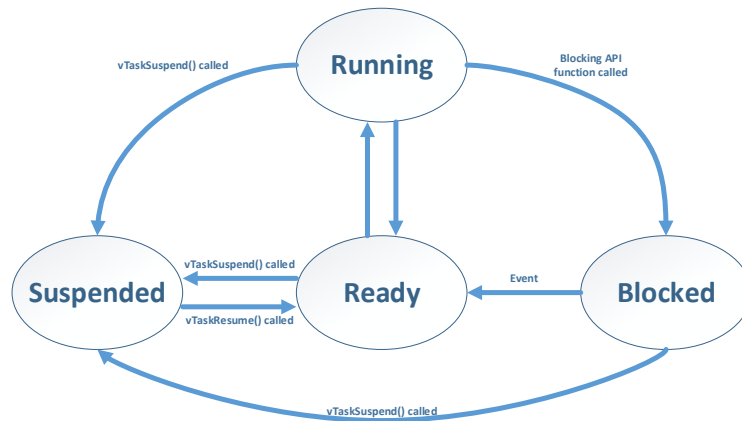 Running
vTaskSuspend() called
Blocking API
function called
vTaskSuspend() called
Suspended
Ready
Event
Blocked
vTaskResume() called
vTaskSuspend() called